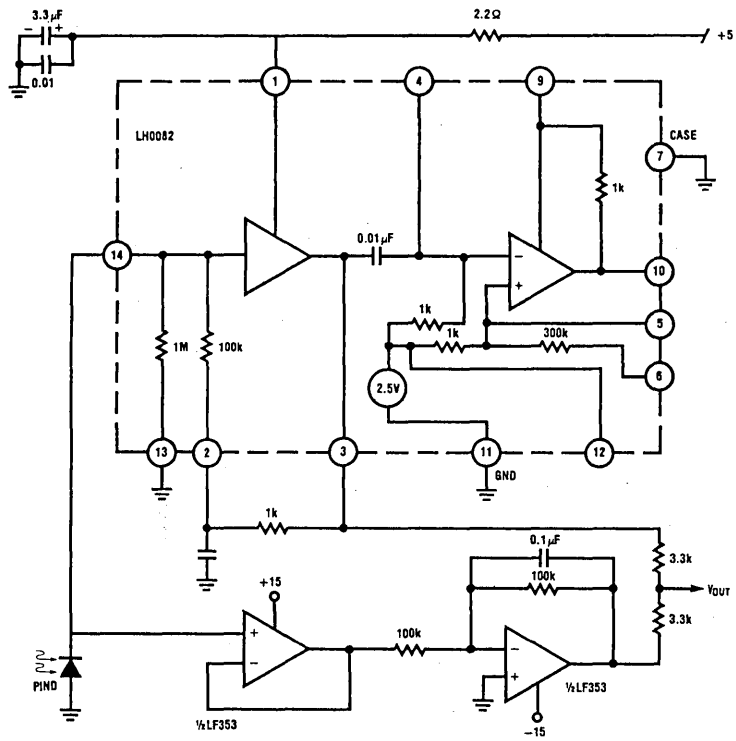 3.3 µF
− +
0.01
2.2Ω
+5
1
4
9
LH0082
CASE
7
1k
0.01µF
14
−
+
10
1k
1k
300k
5
6
1M
100k
2.5V
13
2
3
11
12
GND
1k
0.1µF
100k
3.3k
VOUT
3.3k
+15
+
−
100k
−
+
PIND
½LF353
½LF353
−15